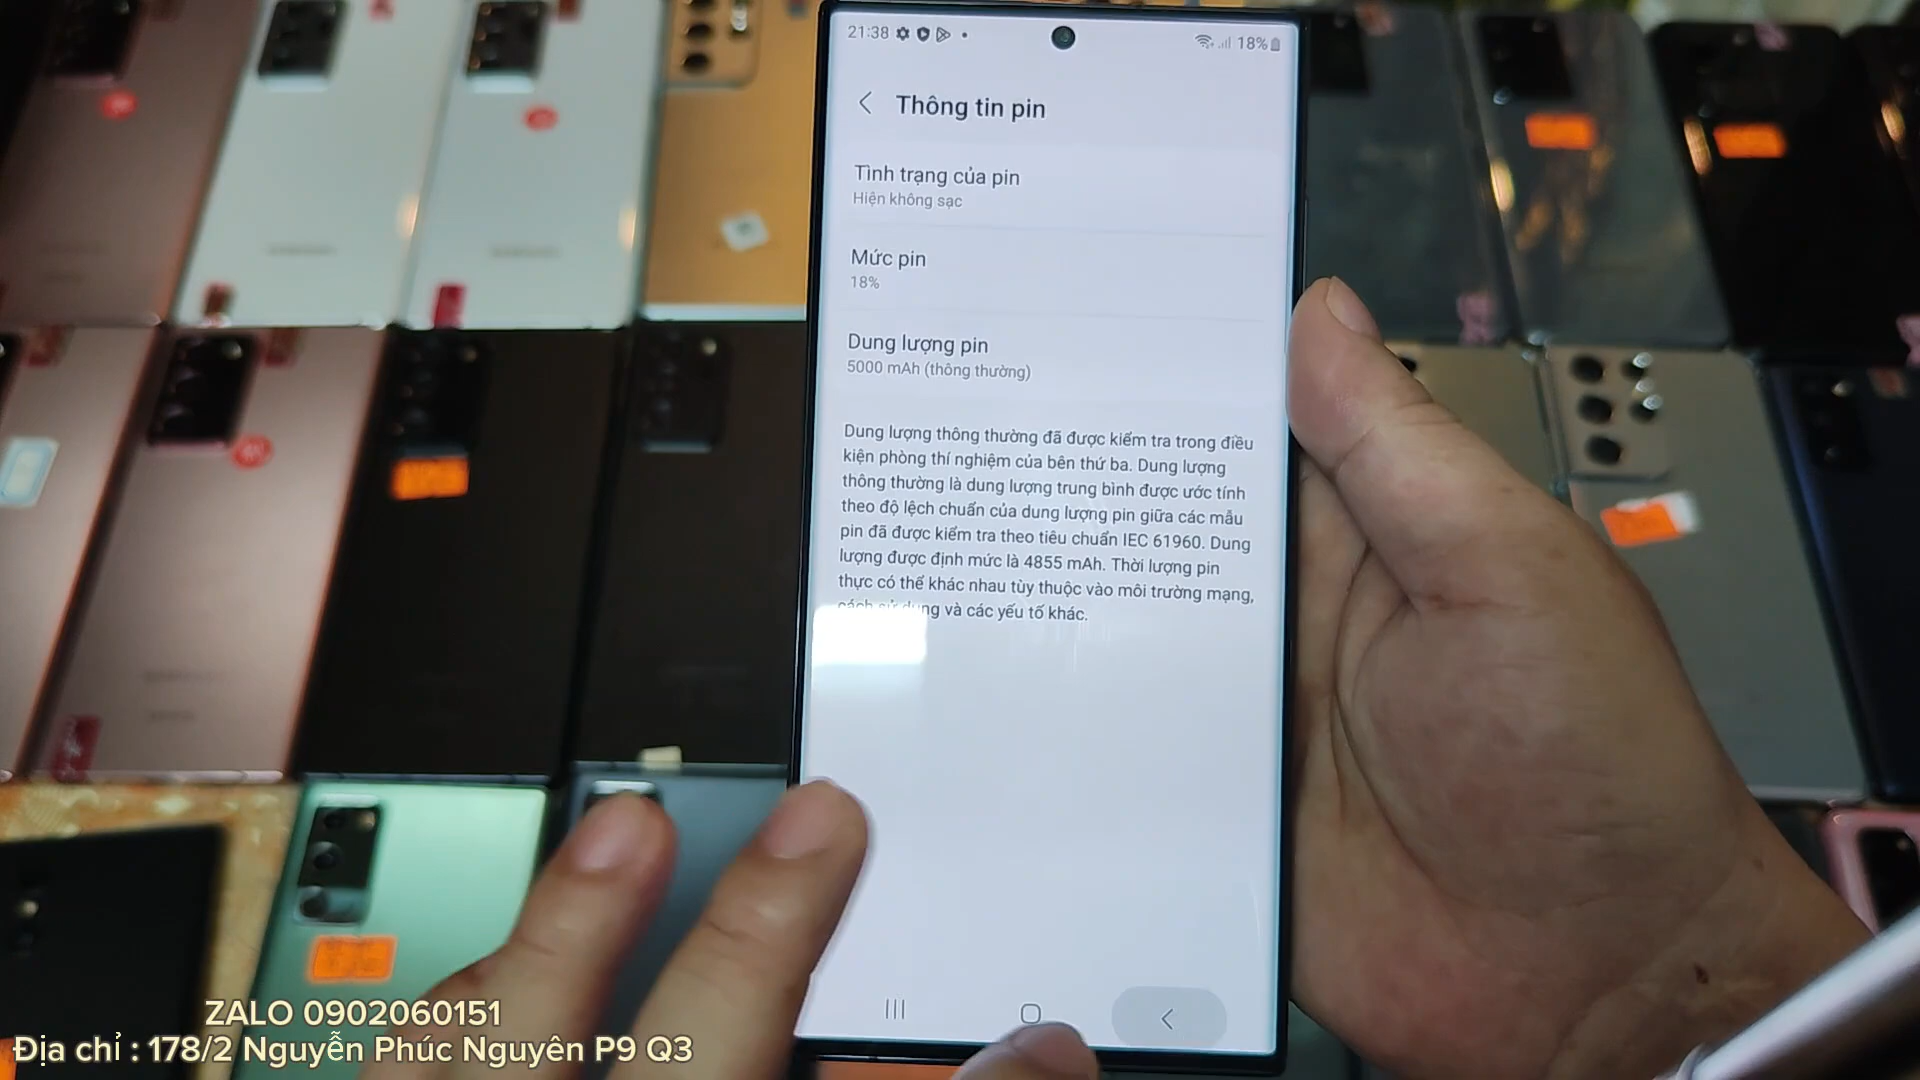 21:38
18%
Thông tin pin
Tình trạng của pin
Hiện không sạc
Mức pin
18%
Dung lượng pin
5000 mAh (thông thường)
Dung lượng thông thường đã được kiểm tra trong điều
kiện phòng thí nghiệm của bên thứ ba. Dung lượng
thông thường là dung lượng trung bình được ước tính
theo độ lệch chuẩn của dung lượng pin giữa các mẫu
pin đã được kiểm tra theo tiêu chuẩn IEC 61960. Dung
lượng được định mức là 4855 mAh. Thời lượng pin
thực có thể khác nhau tùy thuộc vào môi trường mạng,
cách sử dụng và các yếu tố khác.
ZALO 0902060151
Địa chỉ : 178/2 Nguyễn Phúc Nguyên P9 Q3